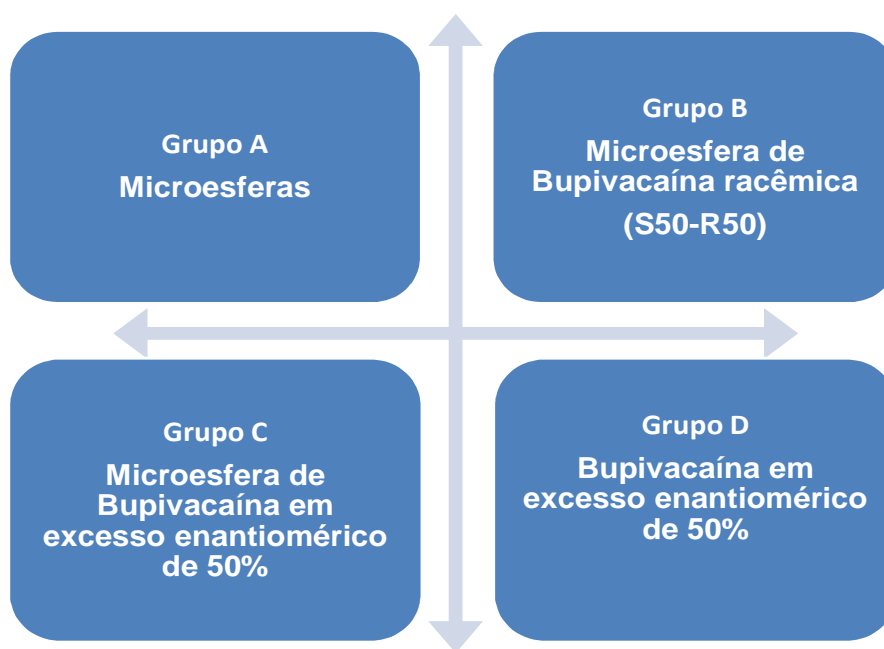 Grupo A
Microesferas
Grupo B
Microesfera de
Bupivacaína racêmica
(S50-R50)
Grupo C
Microesfera de
Bupivacaína em
excesso enantiomérico
de 50%
Grupo D
Bupivacaína em
excesso enantiomérico
de 50%